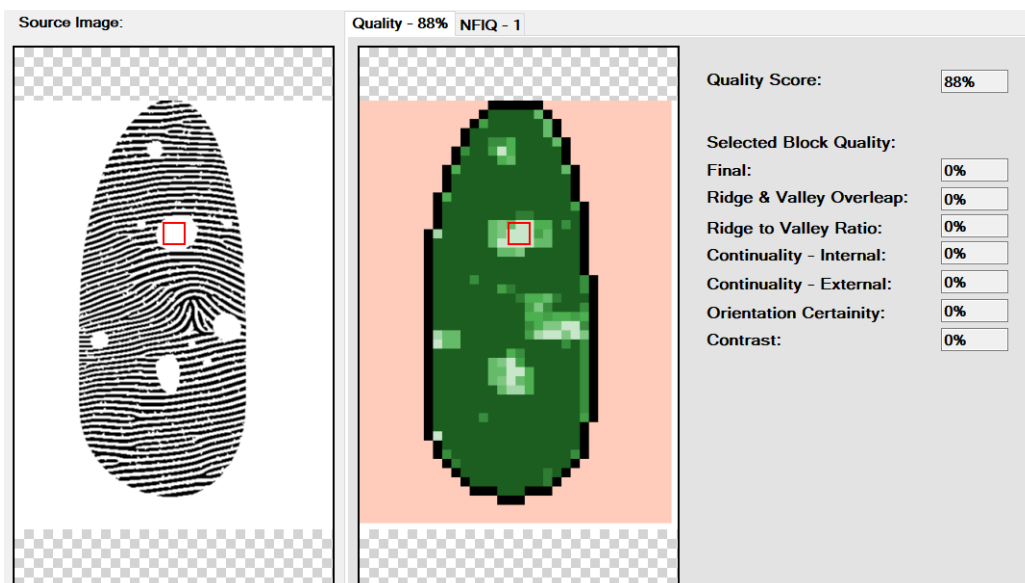 Source Image:
Quality - 88%
NFIQ - 1
Quality Score: 88%
Selected Block Quality:
Final: 0%
Ridge & Valley Overleap: 0%
Ridge to Valley Ratio: 0%
Continuality - Internal: 0%
Continuality - External: 0%
Orientation Certainity: 0%
Contrast: 0%